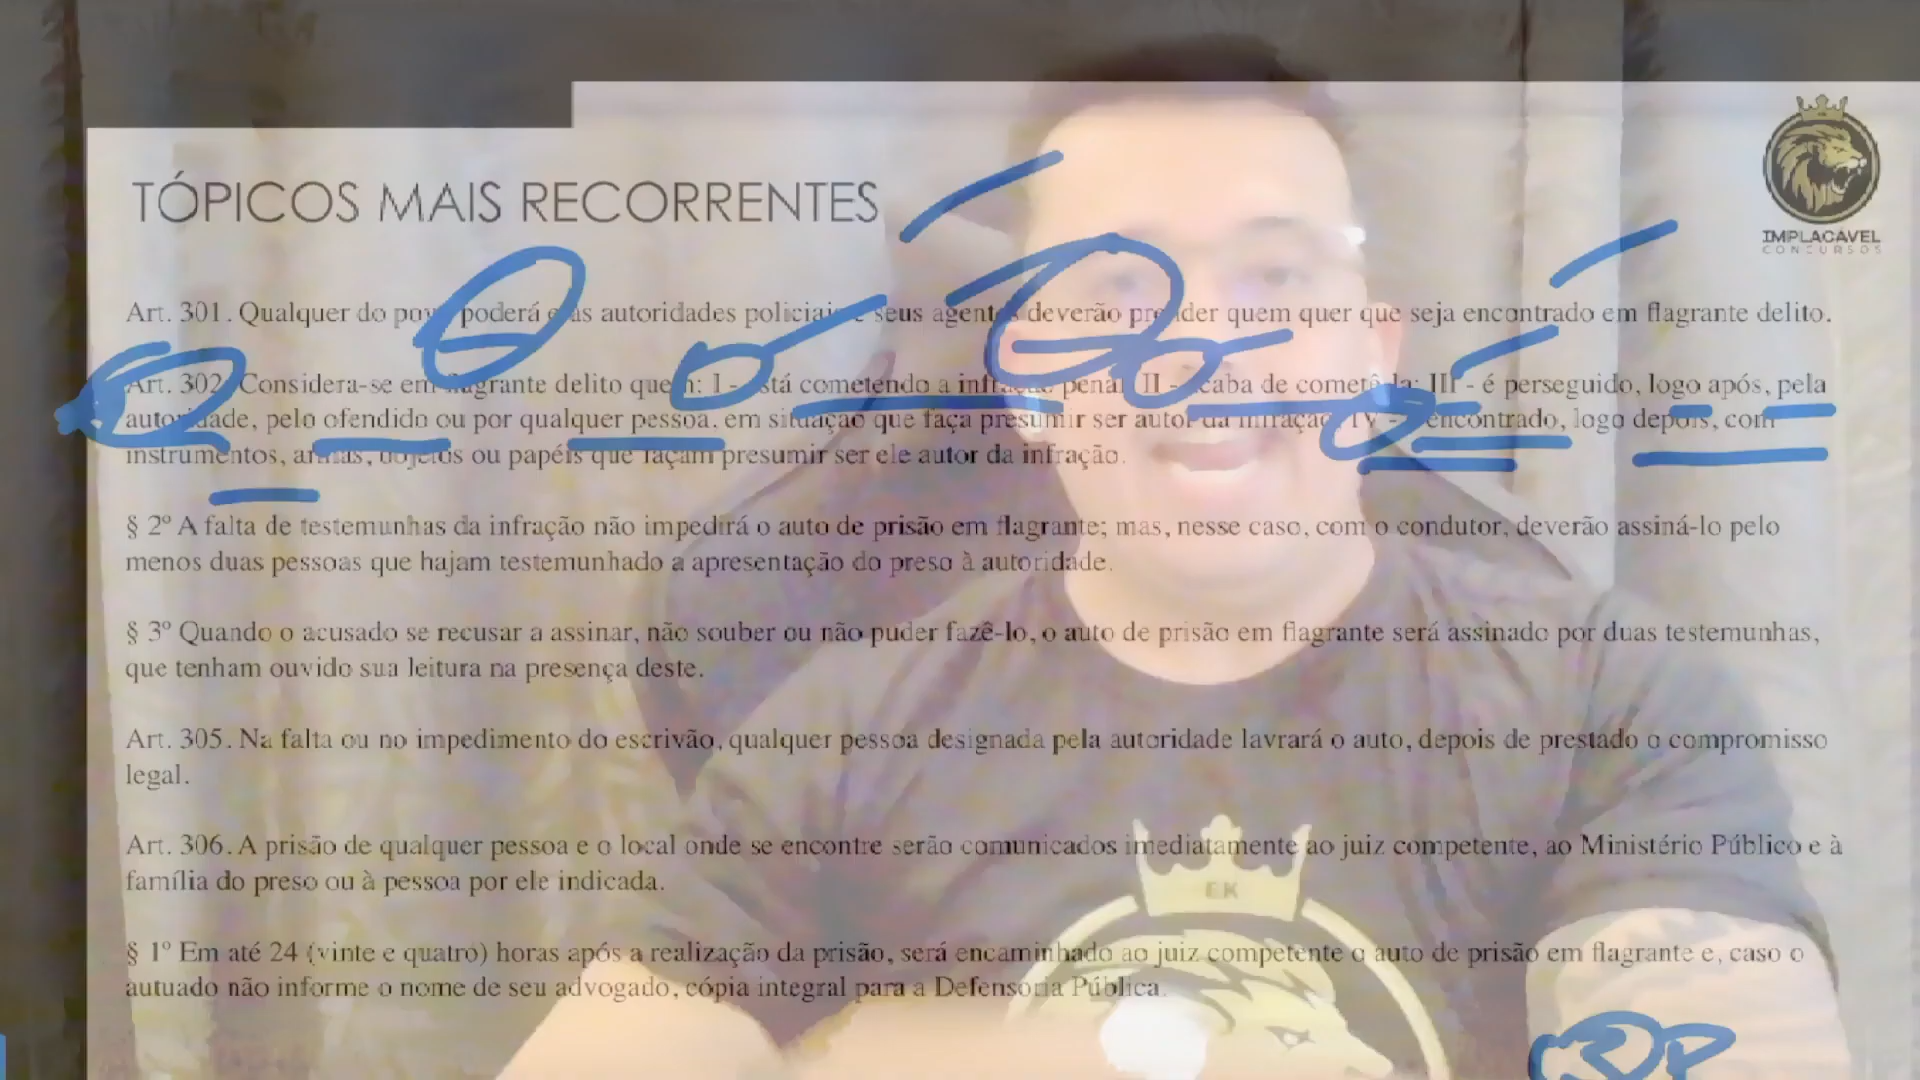 TÓPICOS MAIS RECORRENTES
IMPLACÁVEL
CONCURSOS
Art. 301. Qualquer do povo poderá e as autoridades policiais e seus agentes deverão prender quem quer que seja encontrado em flagrante delito.
Art. 302. Considera-se em flagrante delito quem: I - está cometendo a infração penal; II - acaba de cometê-la; III - é perseguido, logo após, pela
autoridade, pelo ofendido ou por qualquer pessoa, em situação que faça presumir ser autor da infração; IV - é encontrado, logo depois, com
instrumentos, armas, objetos ou papéis que façam presumir ser ele autor da infração.
§ 2º A falta de testemunhas da infração não impedirá o auto de prisão em flagrante; mas, nesse caso, com o condutor, deverão assiná-lo pelo
menos duas pessoas que hajam testemunhado a apresentação do preso à autoridade.
§ 3º Quando o acusado se recusar a assinar, não souber ou não puder fazê-lo, o auto de prisão em flagrante será assinado por duas testemunhas,
que tenham ouvido sua leitura na presença deste.
Art. 305. Na falta ou no impedimento do escrivão, qualquer pessoa designada pela autoridade lavrará o auto, depois de prestado o compromisso
legal.
Art. 306. A prisão de qualquer pessoa e o local onde se encontre serão comunicados imediatamente ao juiz competente, ao Ministério Público e à
família do preso ou à pessoa por ele indicada.
EK
§ 1º Em até 24 (vinte e quatro) horas após a realização da prisão, será encaminhado ao juiz competente o auto de prisão em flagrante e, caso o
autuado não informe o nome de seu advogado, cópia integral para a Defensoria Pública.